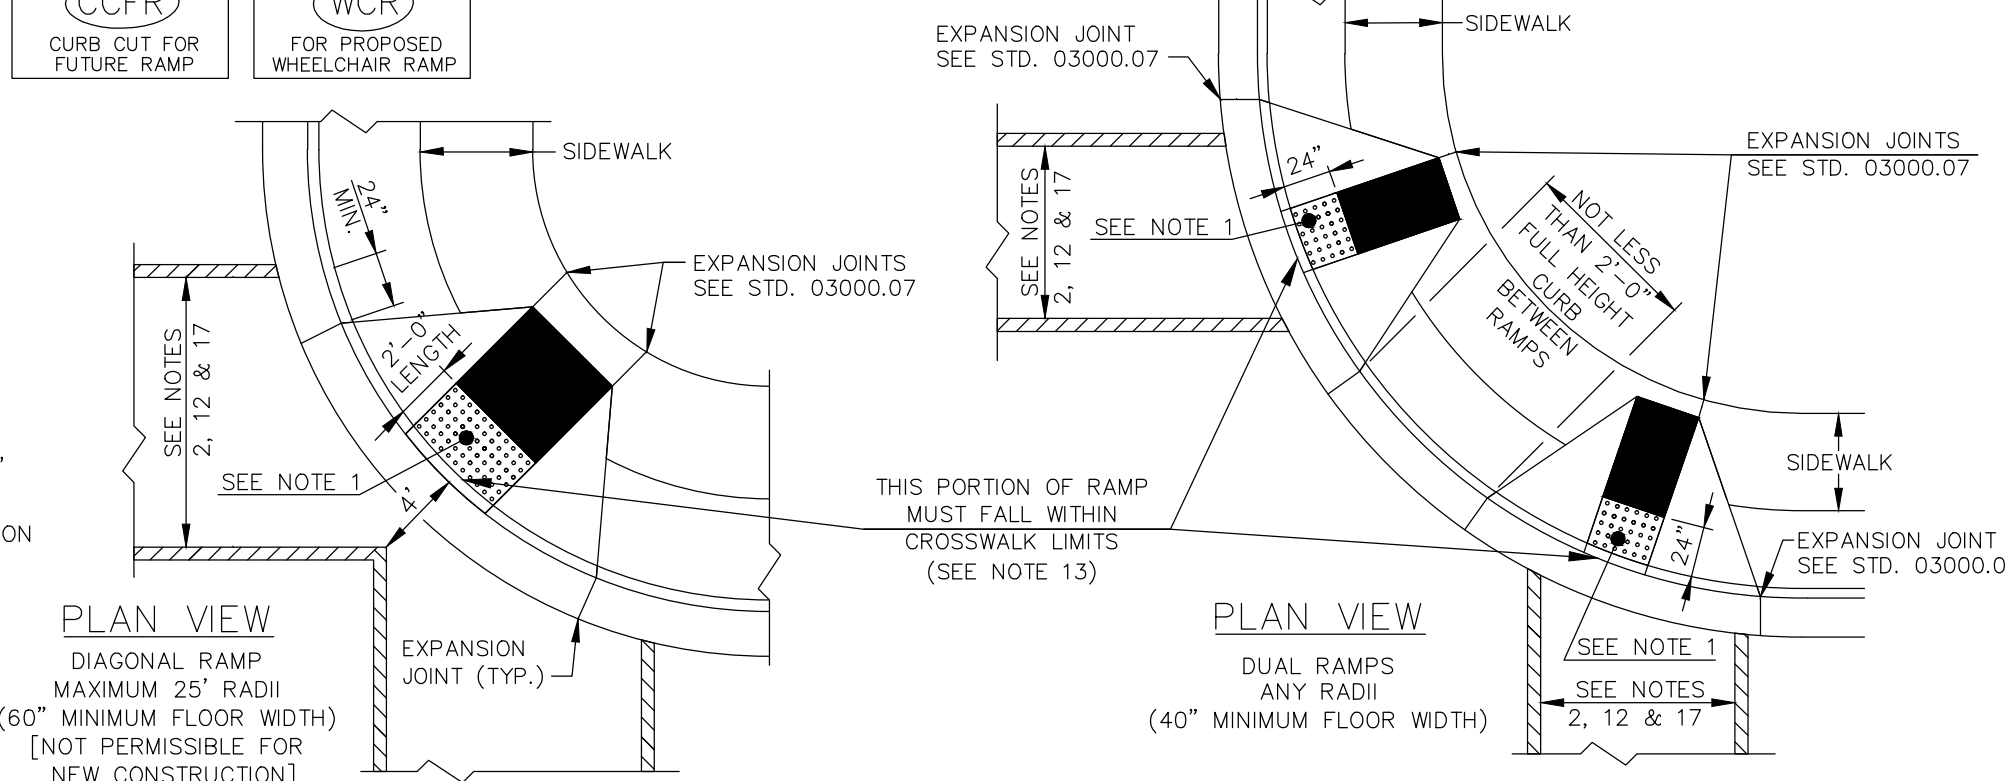 CCFR
CURB CUT FOR
FUTURE RAMP
WCR
FOR PROPOSED
WHEELCHAIR RAMP
SIDEWALK
24"
MIN.
2'-0"
LENGTH
EXPANSION JOINTS
SEE STD. 03000.07
SEE NOTES
2, 12 & 17
SEE NOTE 1
4'
ON
EXPANSION
JOINT (TYP.)
PLAN VIEW
DIAGONAL RAMP
MAXIMUM 25' RADII
(60" MINIMUM FLOOR WIDTH)
[NOT PERMISSIBLE FOR
NEW CONSTRUCTION]
THIS PORTION OF RAMP
MUST FALL WITHIN
CROSSWALK LIMITS
(SEE NOTE 13)
EXPANSION JOINT
SEE STD. 03000.07
SIDEWALK
24"
SEE NOTES
2, 12 & 17
SEE NOTE 1
EXPANSION JOINTS
SEE STD. 03000.07
NOT LESS
THAN 2'-0"
FULL HEIGHT
CURB
BETWEEN
RAMPS
SIDEWALK
24"
EXPANSION JOINT
SEE STD. 03000.0
SEE NOTE 1
SEE NOTES
2, 12 & 17
PLAN VIEW
DUAL RAMPS
ANY RADII
(40" MINIMUM FLOOR WIDTH)